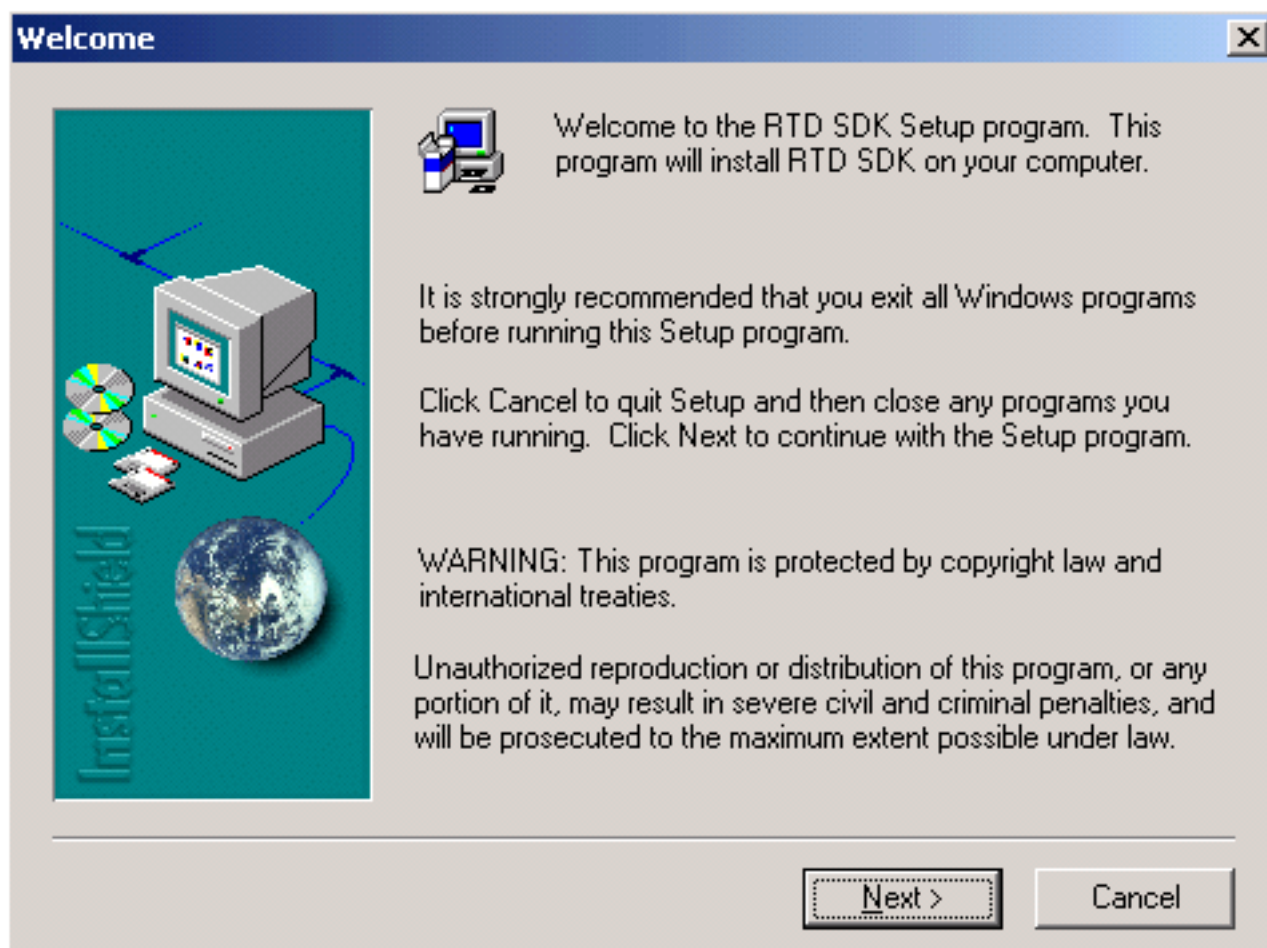 Welcome
Welcome to the RTD SDK Setup program.  This
program will install RTD SDK on your computer.
It is strongly recommended that you exit all Windows programs
before running this Setup program.
Click Cancel to quit Setup and then close any programs you
have running.  Click Next to continue with the Setup program.
WARNING: This program is protected by copyright law and
international treaties.
Unauthorized reproduction or distribution of this program, or any
portion of it, may result in severe civil and criminal penalties, and
will be prosecuted to the maximum extent possible under law.
InstallShield
Next >
Cancel